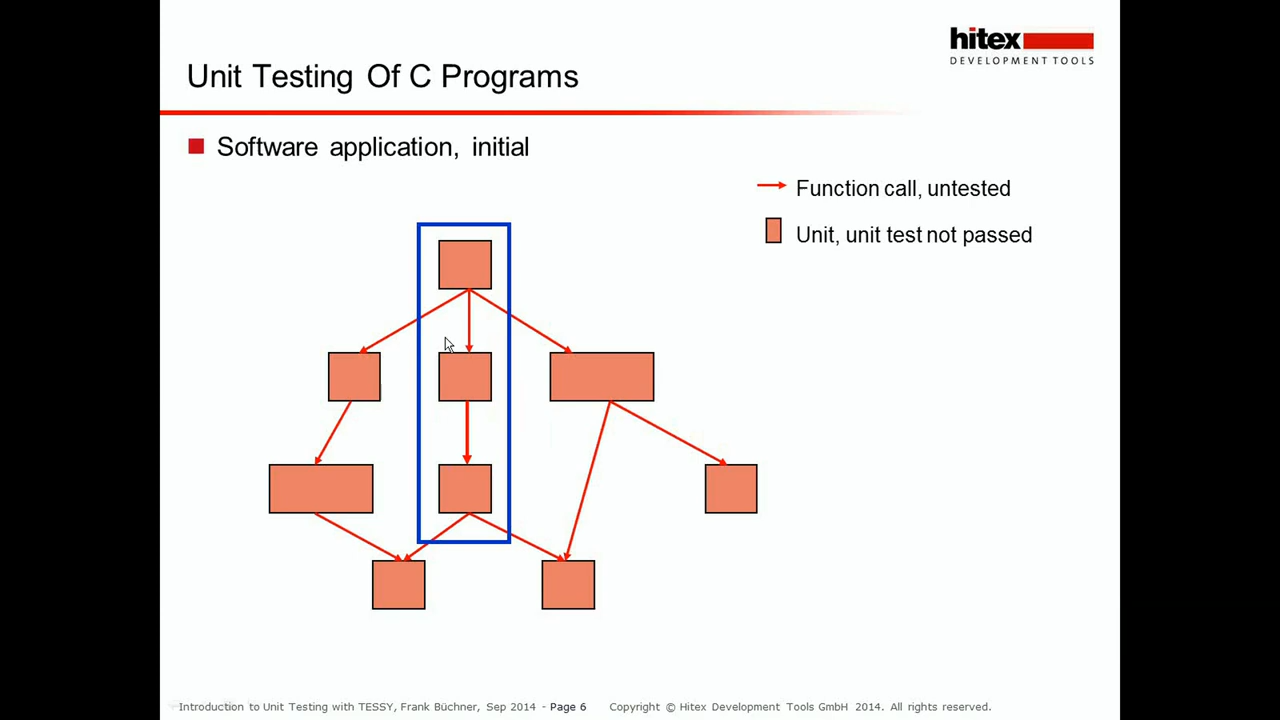 hitex
DEVELOPMENT TOOLS
Unit Testing Of C Programs
Software application, initial
Function call, untested
Unit, unit test not passed
Introduction to Unit Testing with TESSY, Frank Büchner, Sep 2014 - Page 6 Copyright © Hitex Development Tools GmbH 2014. All rights reserved.